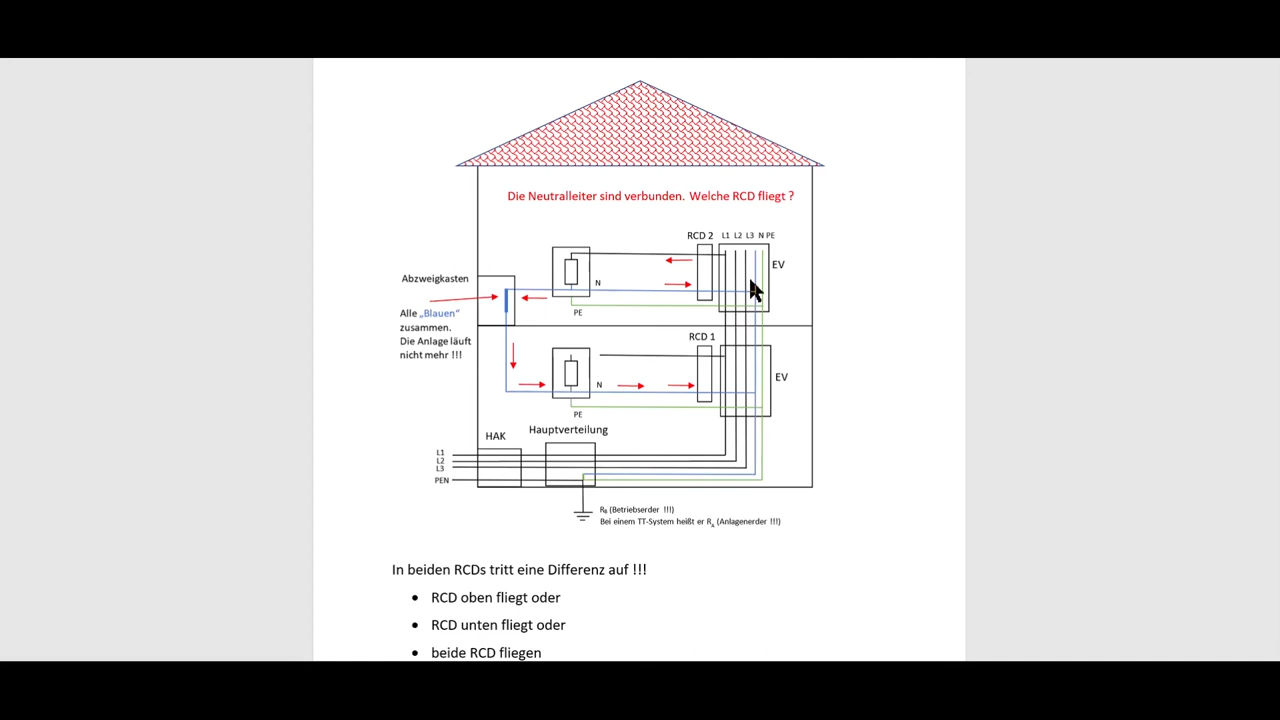 Die Neutralleiter sind verbunden. Welche RCD fliegt ?
RCD 2
L1 L2 L3 N PE
EV
Abzweigkasten
N
PE
Alle „Blauen“
zusammen.
Die Anlage läuft
nicht mehr !!!
RCD 1
EV
N
PE
Hauptverteilung
HAK
L1
L2
L3
PEN
RB (Betriebserder !!!)
Bei einem TT-System heißt er RA (Anlagenerder !!!)
In beiden RCDs tritt eine Differenz auf !!!
• RCD oben fliegt oder
• RCD unten fliegt oder
• beide RCD fliegen